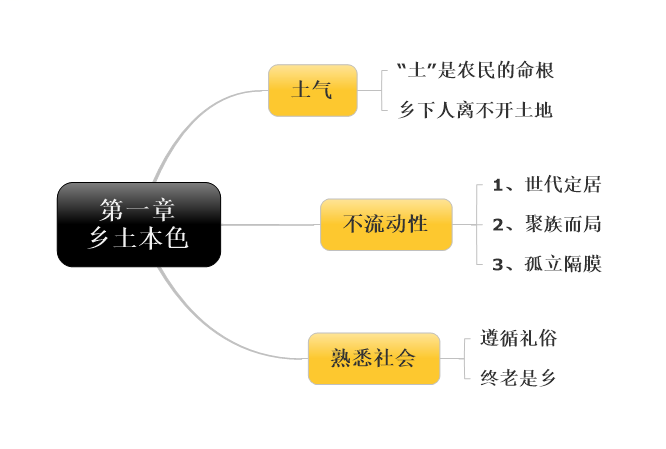 第一章
乡土本色
土气
“土”是农民的命根
乡下人离不开土地
不流动性
1、世代定居
2、聚族而局
3、孤立隔膜
熟悉社会
遵循礼俗
终老是乡